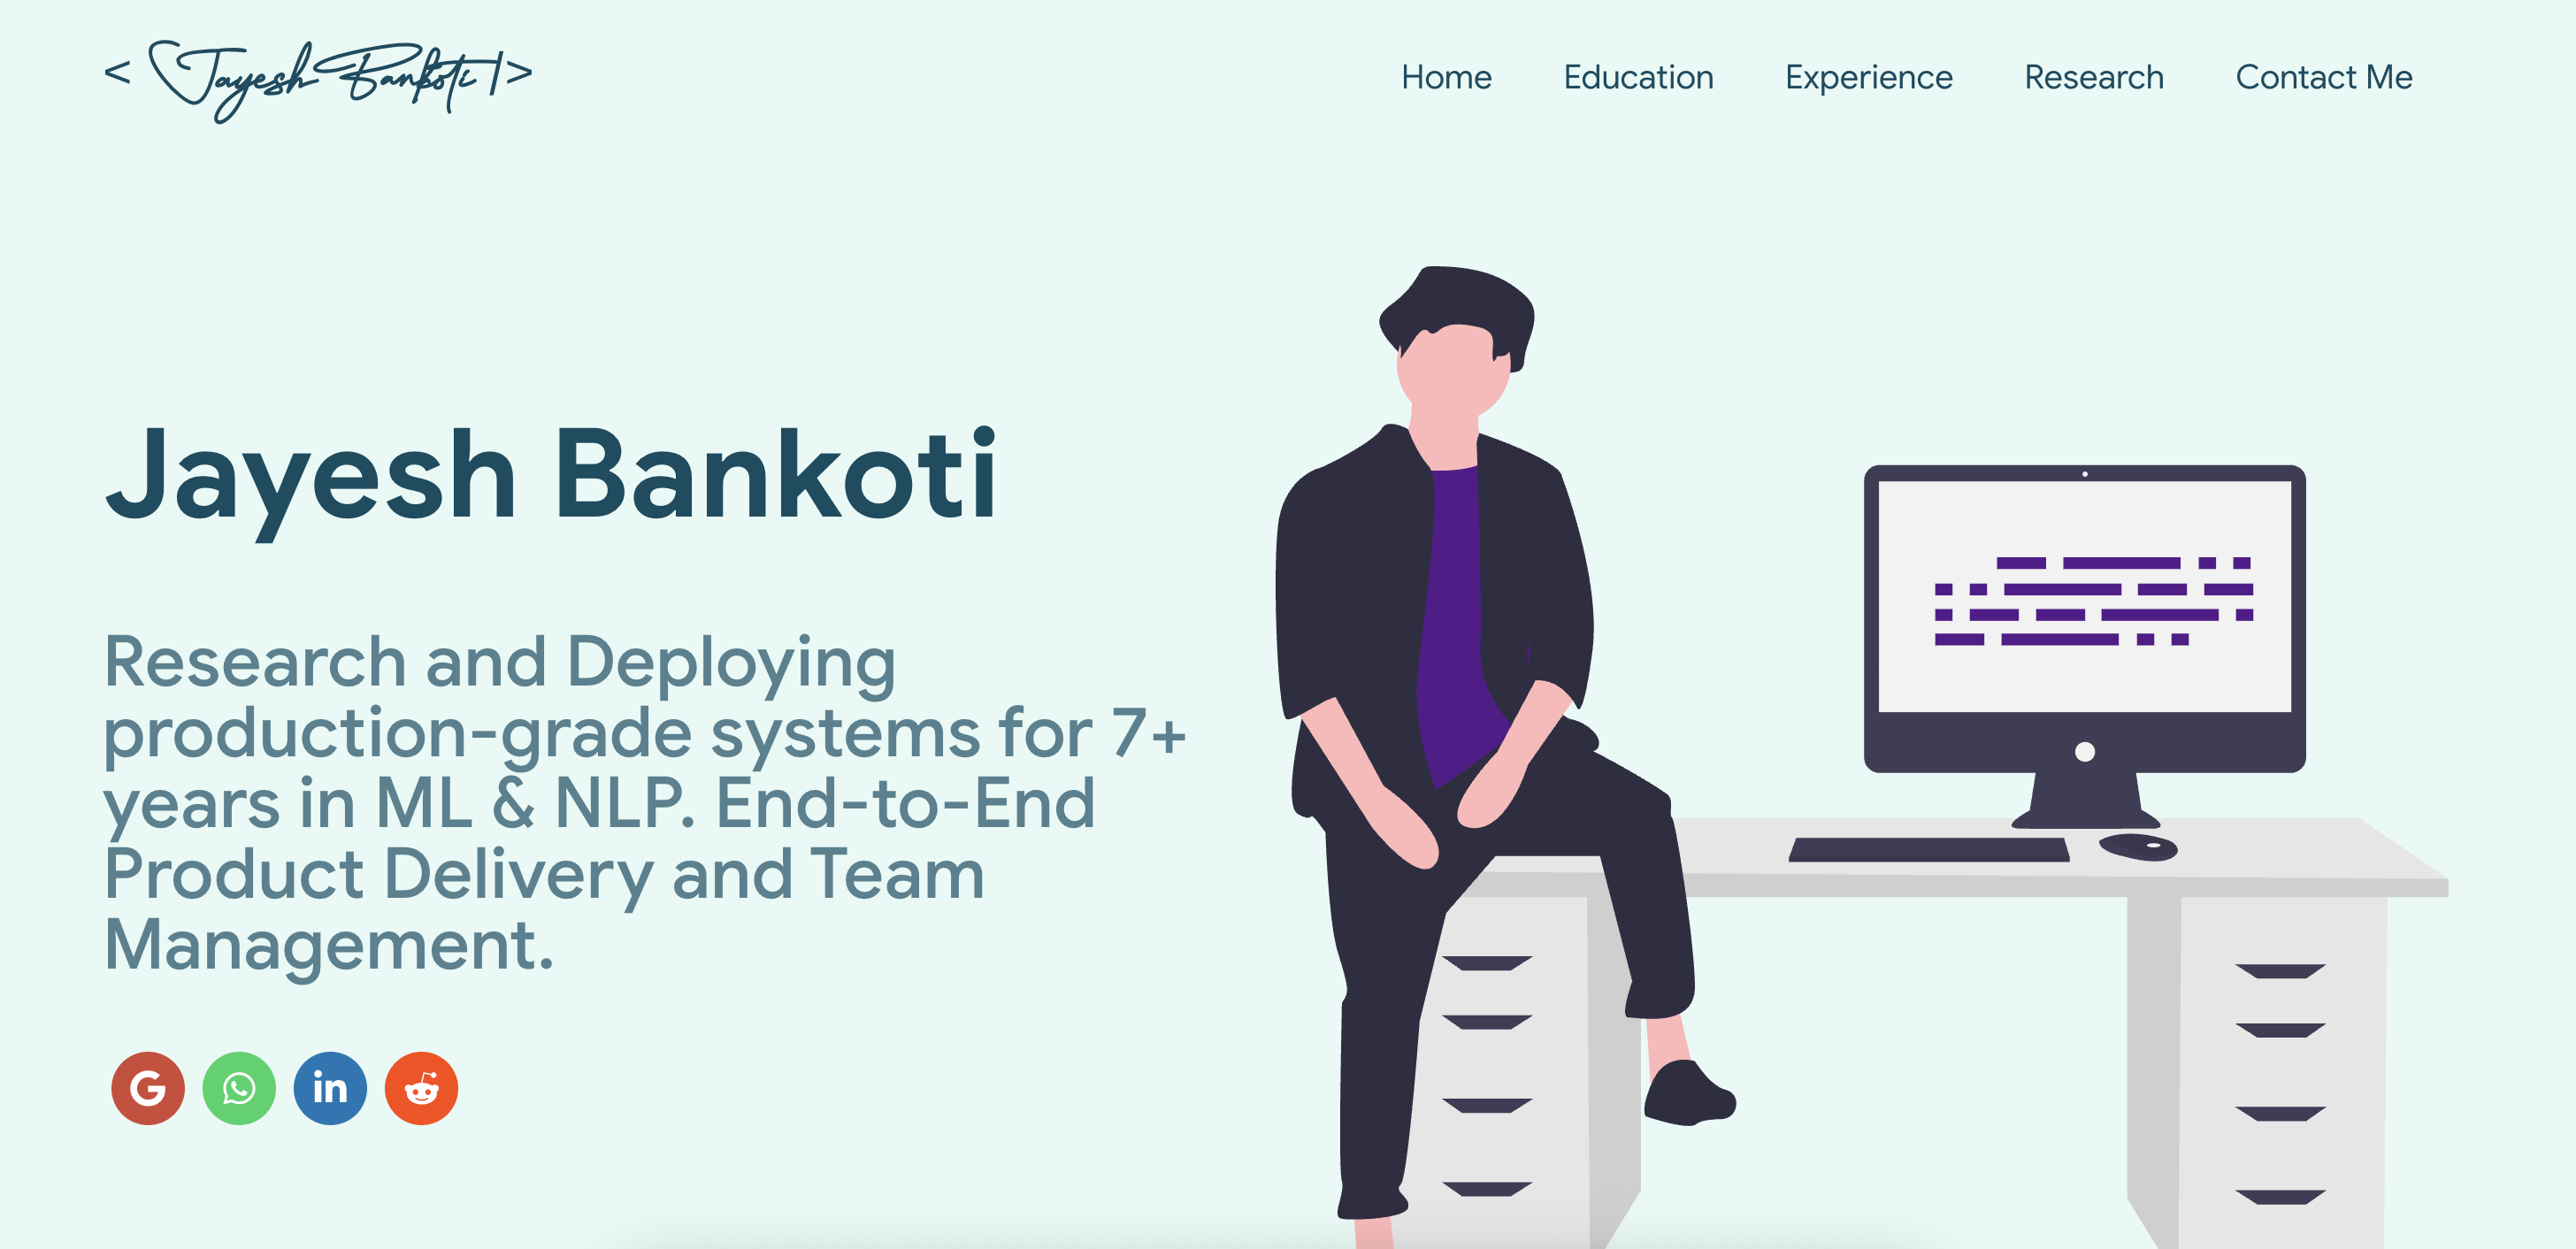 < Jayesh Bankoti />
Home Education Experience Research Contact Me
Jayesh Bankoti
Research and Deploying
production-grade systems for 7+
years in ML & NLP. End-to-End
Product Delivery and Team
Management.
G in